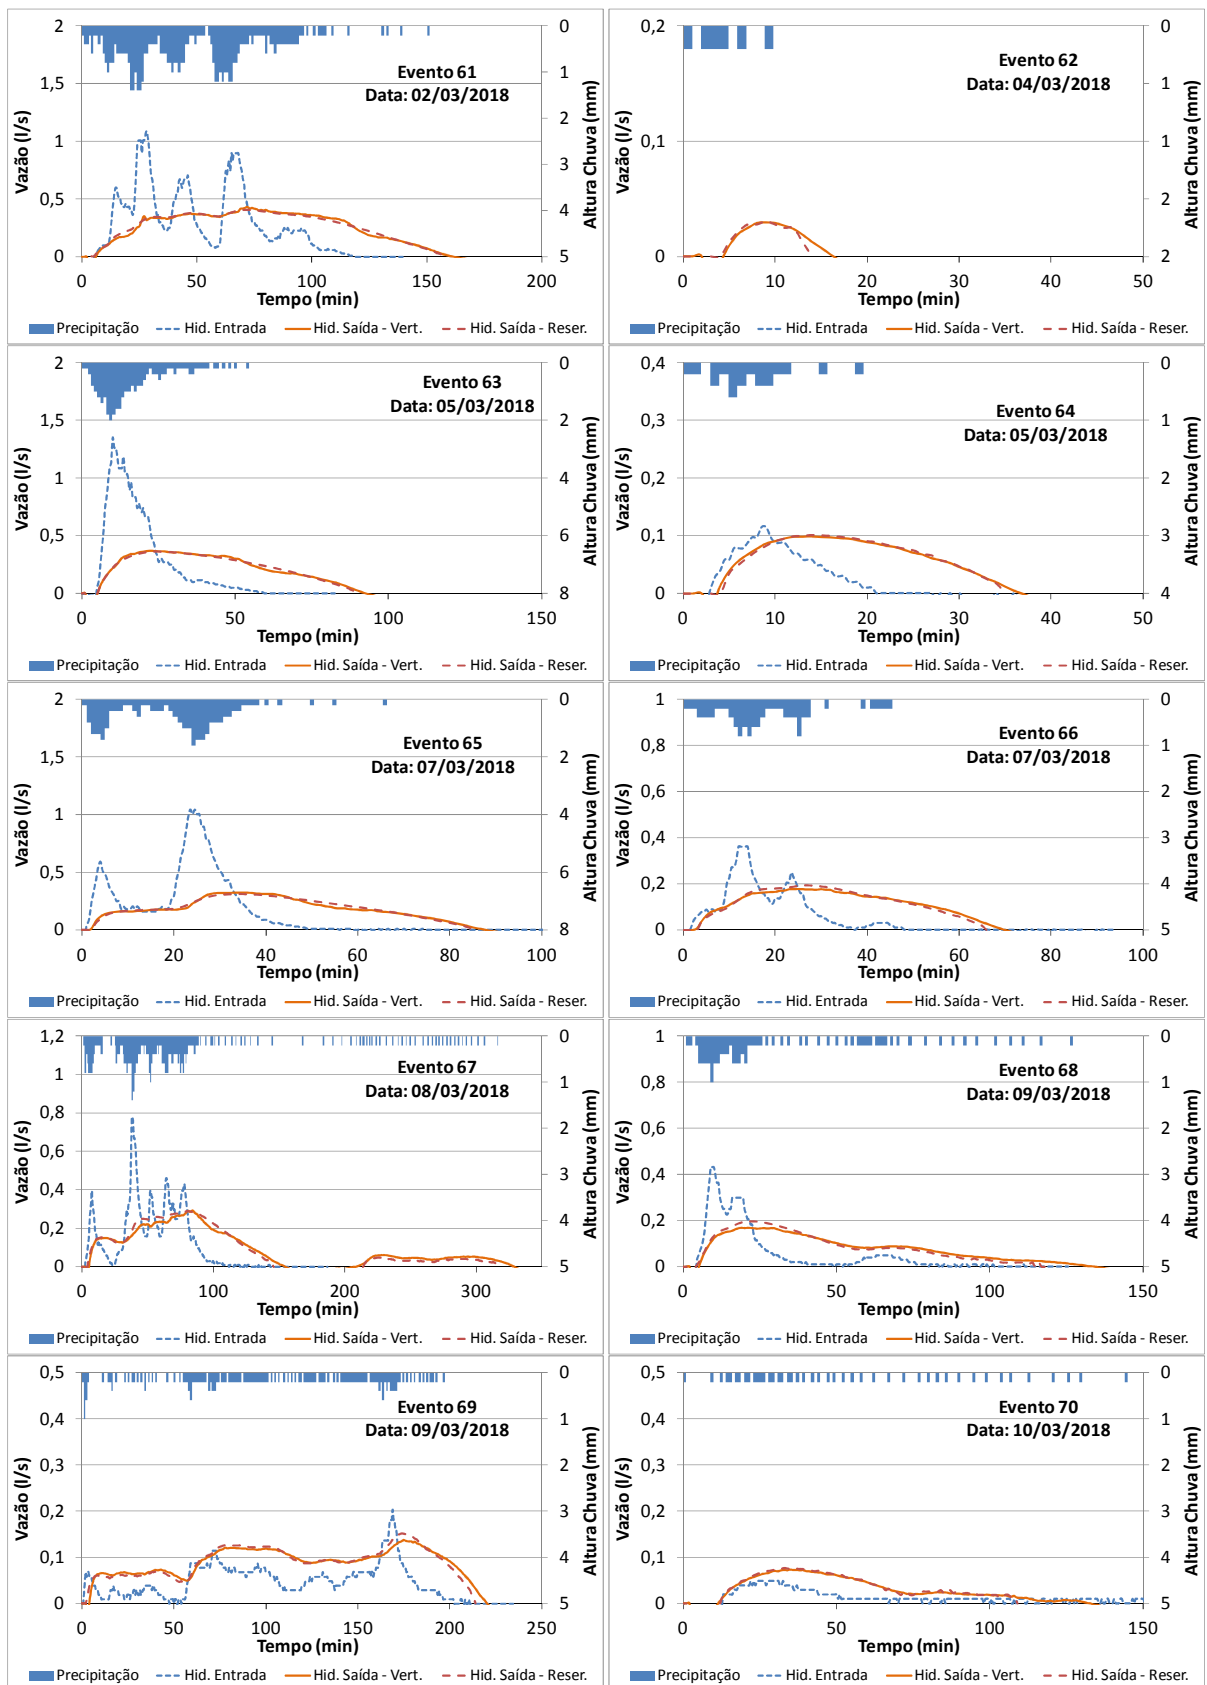 2
1,5
1
0,5
0
Vazão (l/s)
0
1
2
3
4
5
Altura Chuva (mm)
Evento 61
Data: 02/03/2018
0 50 100 150 200
Tempo (min)
Precipitação Hid. Entrada Hid. Saída - Vert. Hid. Saída - Reser.
0,2
0,1
0
Vazão (l/s)
0
1
1
2
2
Altura Chuva (mm)
Evento 62
Data: 04/03/2018
0 10 20 30 40 50
Tempo (min)
Precipitação Hid. Entrada Hid. Saída - Vert. Hid. Saída - Reser.
2
1,5
1
0,5
0
Vazão (l/s)
0
2
4
6
8
Altura Chuva (mm)
Evento 63
Data: 05/03/2018
0 50 100 150
Tempo (min)
Precipitação Hid. Entrada Hid. Saída - Vert. Hid. Saída - Reser.
0,4
0,3
0,2
0,1
0
Vazão (l/s)
0
1
2
3
4
Altura Chuva (mm)
Evento 64
Data: 05/03/2018
0 10 20 30 40 50
Tempo (min)
Precipitação Hid. Entrada Hid. Saída - Vert. Hid. Saída - Reser.
2
1,5
1
0,5
0
Vazão (l/s)
0
2
4
6
8
Altura Chuva (mm)
Evento 65
Data: 07/03/2018
0 20 40 60 80 100
Tempo (min)
Precipitação Hid. Entrada Hid. Saída - Vert. Hid. Saída - Reser.
1
0,8
0,6
0,4
0,2
0
Vazão (l/s)
0
1
2
3
4
5
Altura Chuva (mm)
Evento 66
Data: 07/03/2018
0 20 40 60 80 100
Tempo (min)
Precipitação Hid. Entrada Hid. Saída - Vert. Hid. Saída - Reser.
1,2
1
0,8
0,6
0,4
0,2
0
Vazão (l/s)
0
1
2
3
4
5
Altura Chuva (mm)
Evento 67
Data: 08/03/2018
0 100 200 300
Tempo (min)
Precipitação Hid. Entrada Hid. Saída - Vert. Hid. Saída - Reser.
1
0,8
0,6
0,4
0,2
0
Vazão (l/s)
0
1
2
3
4
5
Altura Chuva (mm)
Evento 68
Data: 09/03/2018
0 50 100 150
Tempo (min)
Precipitação Hid. Entrada Hid. Saída - Vert. Hid. Saída - Reser.
0,5
0,4
0,3
0,2
0,1
0
Vazão (l/s)
0
1
2
3
4
5
Altura Chuva (mm)
Evento 69
Data: 09/03/2018
0 50 100 150 200 250
Tempo (min)
Precipitação Hid. Entrada Hid. Saída - Vert. Hid. Saída - Reser.
0,5
0,4
0,3
0,2
0,1
0
Vazão (l/s)
0
1
2
3
4
5
Altura Chuva (mm)
Evento 70
Data: 10/03/2018
0 50 100 150
Tempo (min)
Precipitação Hid. Entrada Hid. Saída - Vert. Hid. Saída - Reser.